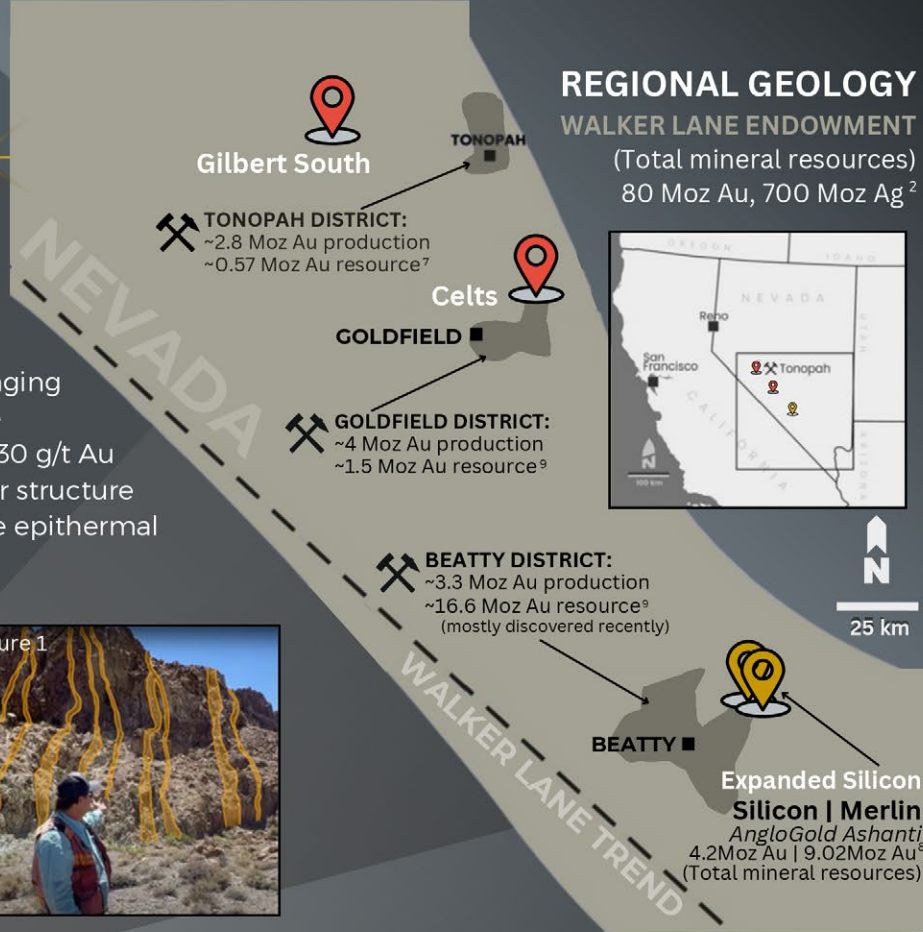 REGIONAL GEOLOGY
WALKER LANE ENDOWMENT
(Total mineral resources)
80 Moz Au, 700 Moz Ag ²
Gilbert South
TONOPAH
TONOPAH DISTRICT:
~2.8 Moz Au production
~0.57 Moz Au resource⁷
NEVADA
Celts
GOLDFIELD
GOLDFIELD DISTRICT:
~4 Moz Au production
~1.5 Moz Au resource⁹
OREGON
IDAHO
NEVADA
Reno
UTAH
San
Francisco
Tonopah
CALIFORNIA
ARIZONA
N
100 km
30 g/t Au
structure
epithermal
BEATTY DISTRICT:
~3.3 Moz Au production
~16.6 Moz Au resource⁹
(mostly discovered recently)
N
25 km
WALKER LANE TREND
BEATTY
Expanded Silicon
Silicon | Merlin
AngloGold Ashanti
4.2Moz Au | 9.02Moz Au⁸
(Total mineral resources)